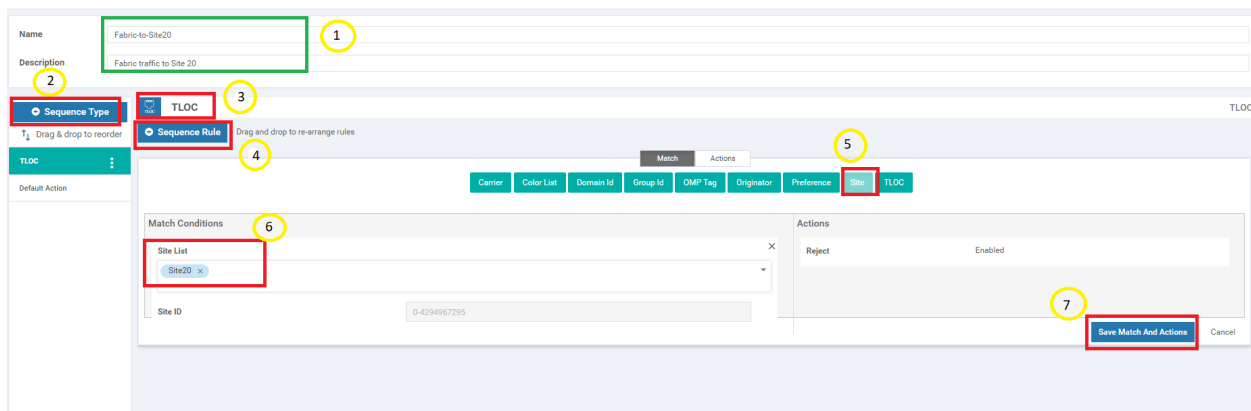 Name
Fabric-to-Site20
1
Description
Fabric traffic to Site 20
2
Sequence Type
TLOC
TLOC
3
TLOC
Drag & drop to reorder
Sequence Rule
Drag and drop to re-arrange rules
4
5
TLOC
Match
Actions
Default Action
Carrier
Color List
Domain Id
Group Id
OMP Tag
Originator
Preference
Site
TLOC
Match Conditions
6
Actions
Site List
×
Reject
Enabled
Site20 ×
Site ID
0-4294967295
7
Save Match And Actions
Cancel